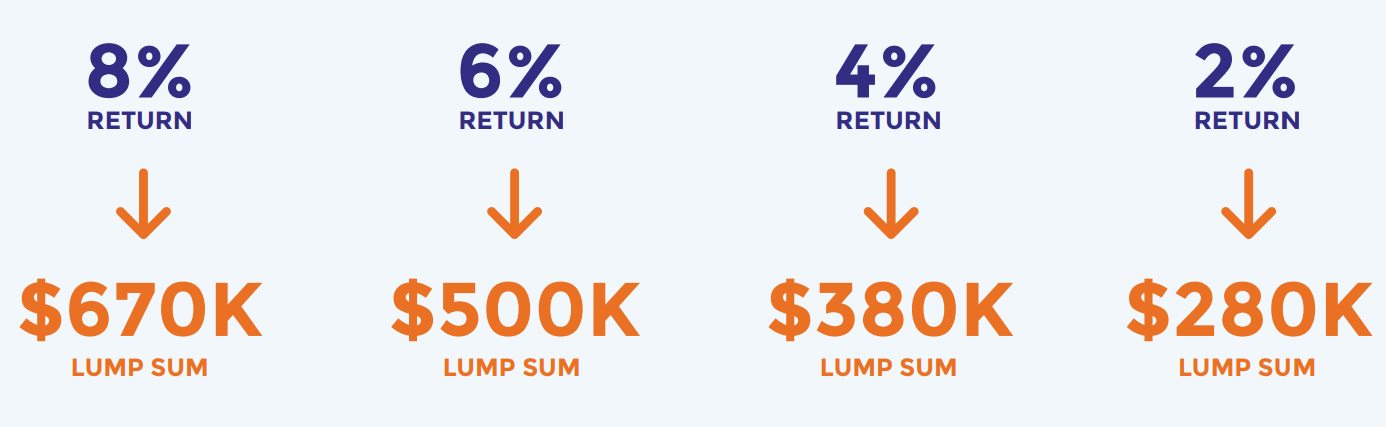 8%
RETURN
$670K
LUMP SUM
6%
RETURN
$500K
LUMP SUM
4%
RETURN
$380K
LUMP SUM
2%
RETURN
$280K
LUMP SUM